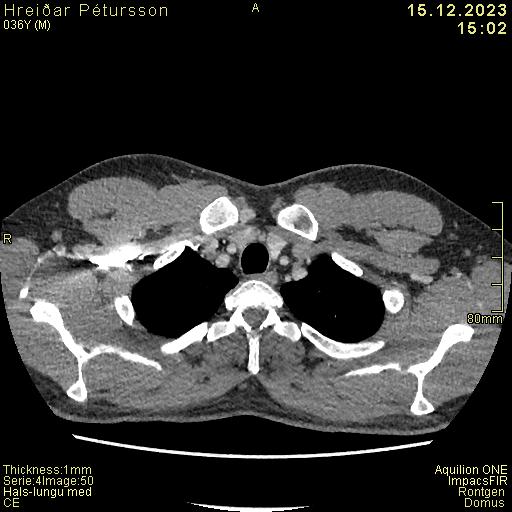 Hreiðar Pétursson
036Y (M)
A
15.12.2023
15:02
R
80mm
Thickness:1mm
Serie:4Image:50
Hals-lungu med
CE
Aquilion ONE
ImpacsFIR
Rontgen
Domus